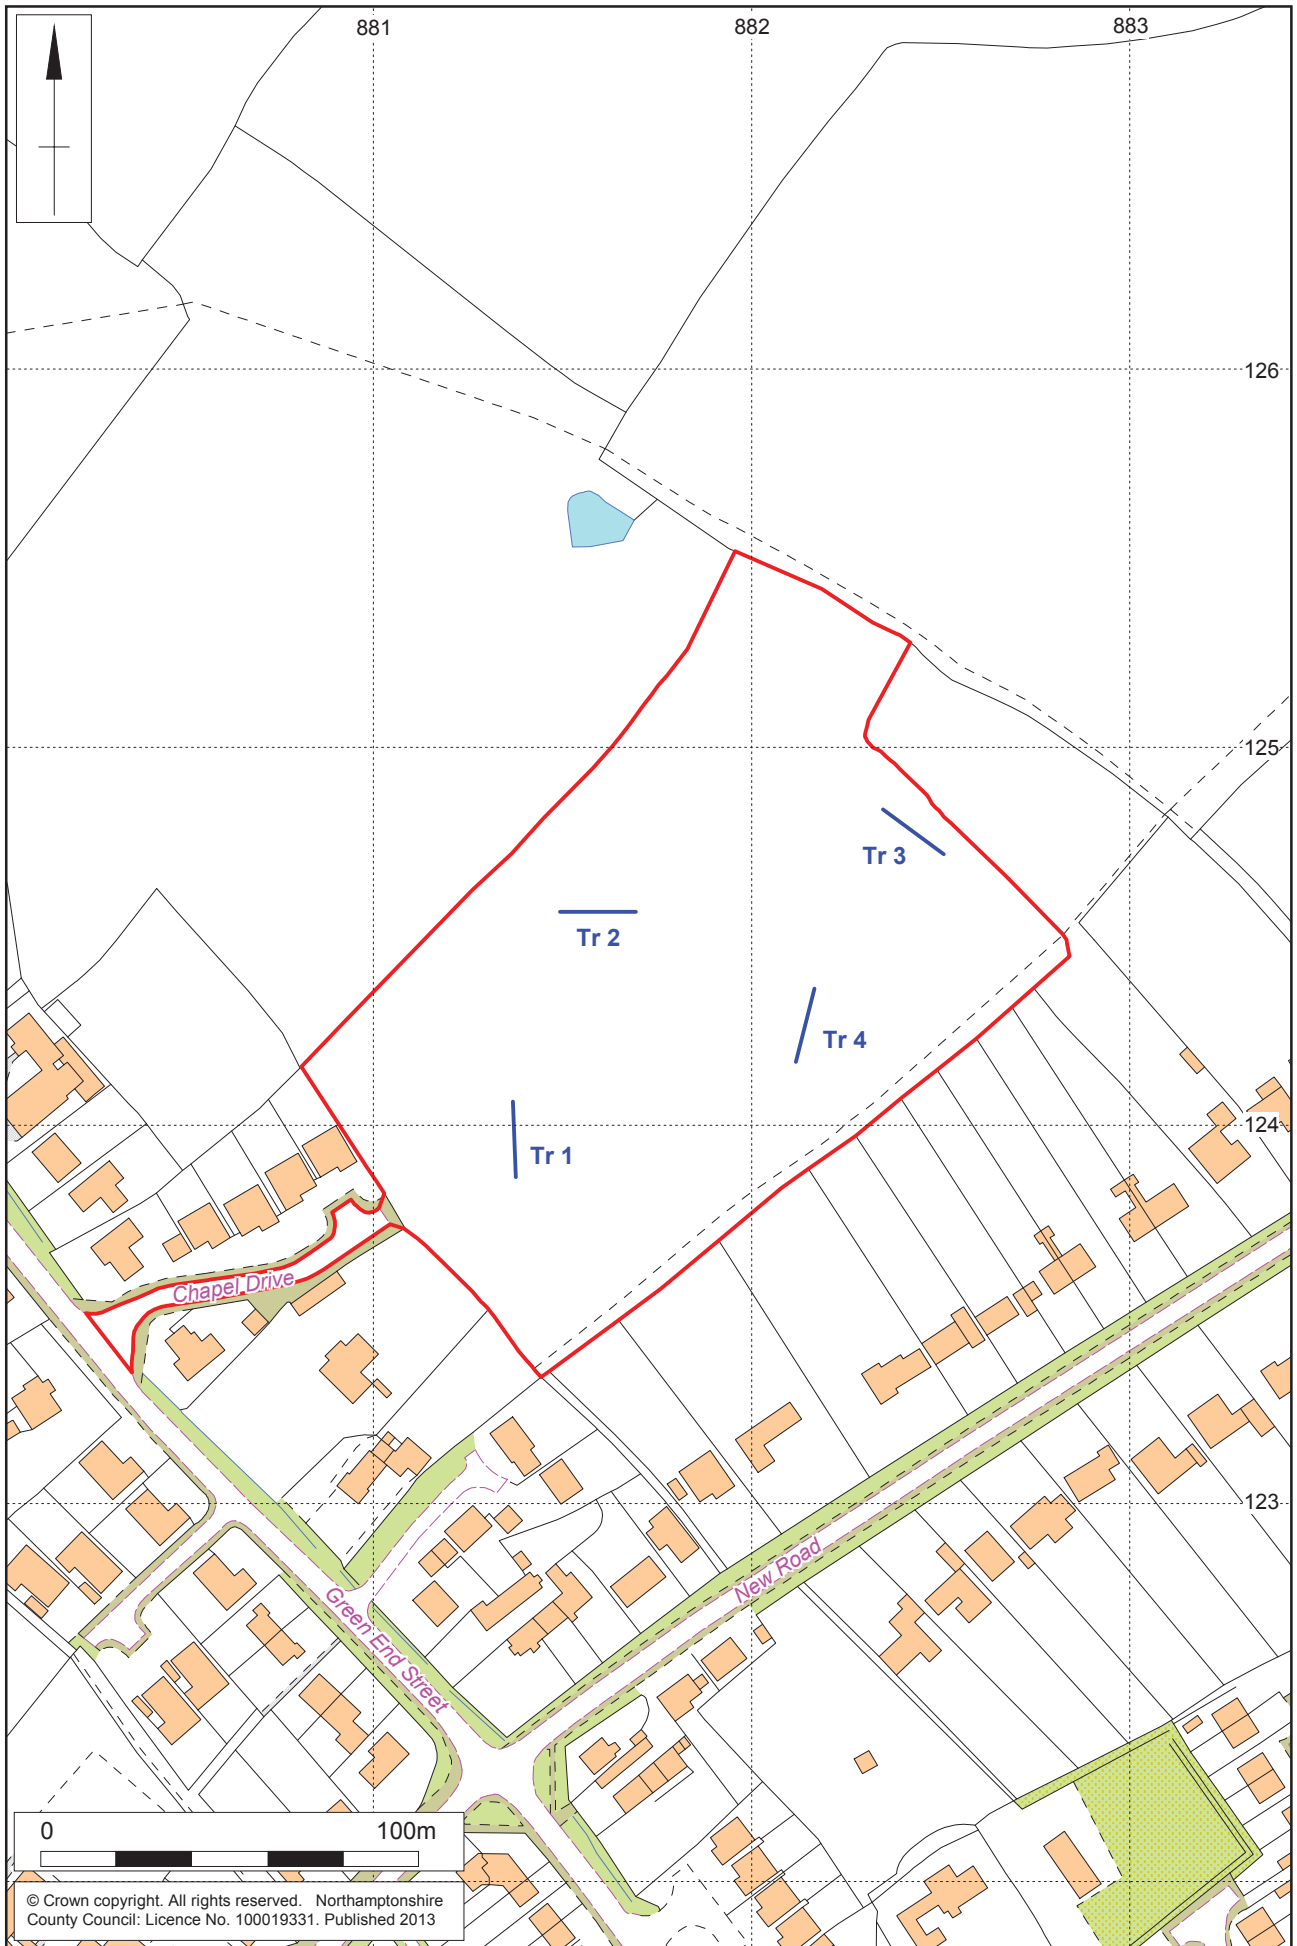 881
882
883
126
125
Tr 3
Tr 2
Tr 4
124
Tr 1
Chapel Drive
123
New Road
Green End Street
0 100m
© Crown copyright. All rights reserved. Northamptonshire
County Council: Licence No. 100019331. Published 2013